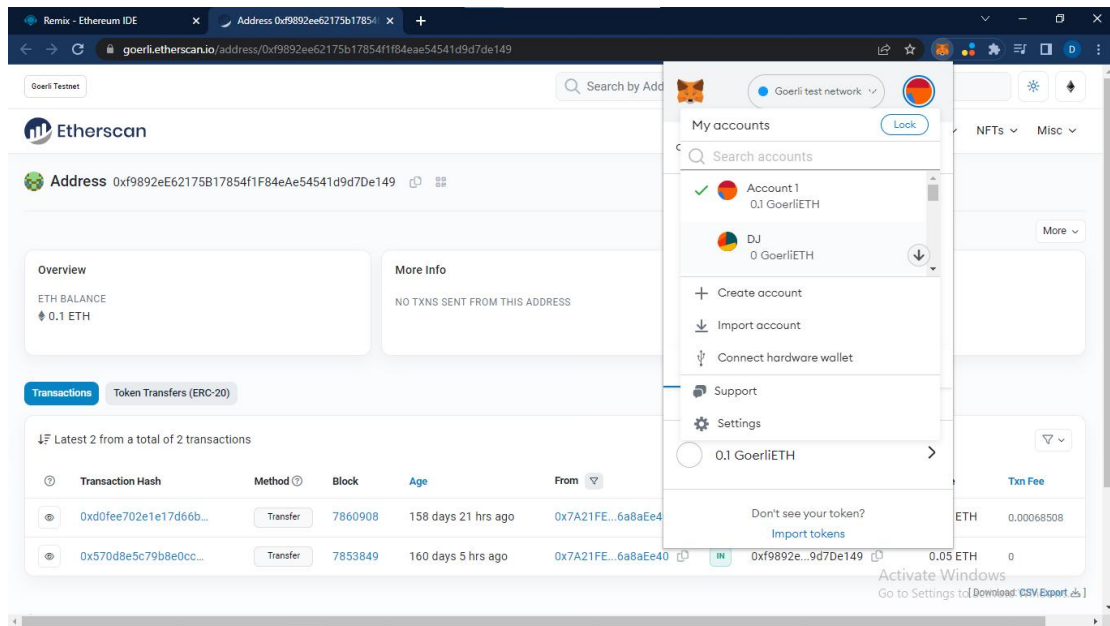 Remix - Ethereum IDE
Address 0xf9892ee62175b17854
goerli.etherscan.io/address/0xf9892ee62175b17854f1f84eae54541d9d7de149
D
Goerli Testnet
Search by Add
Goerli test network
Etherscan
My accounts
Lock
NFTs
Misc
Search accounts
Address 0xf9892eE62175B17854f1F84eAe54541d9d7De149
Account 1
0.1 GoerliETH
More
DJ
0 GoerliETH
Overview
More Info
ETH BALANCE
0.1 ETH
NO TXNS SENT FROM THIS ADDRESS
Create account
Import account
Connect hardware wallet
Support
Settings
Transactions
Token Transfers (ERC-20)
Latest 2 from a total of 2 transactions
0.1 GoerliETH
Transaction Hash Method Block Age From Txn Fee
0xd0fee702e1e17d66b... Transfer 7860908 158 days 21 hrs ago 0x7A21FE...6a8aEe4 ETH 0.00068508
Don't see your token?
Import tokens
0x570d8e5c79b8e0cc... Transfer 7853849 160 days 5 hrs ago 0x7A21FE...6a8aEe40 IN 0xf9892e...9d7De149 0.05 ETH 0
Activate Windows
Go to Settings to
[ Download: CSV Export ]